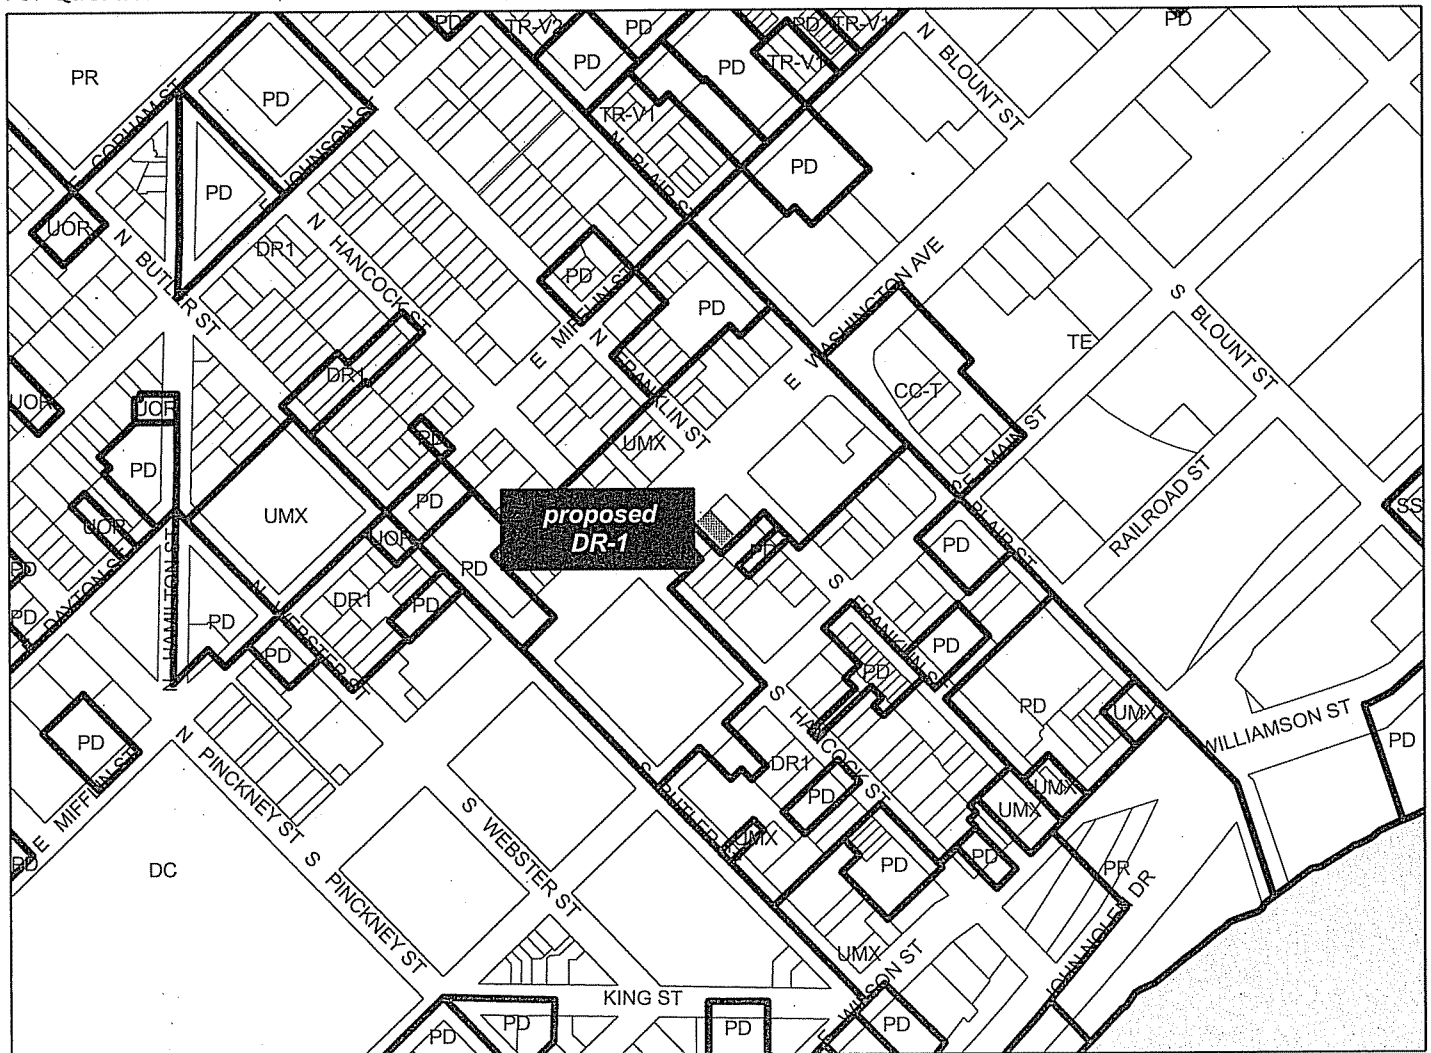 PD
TR-V2
PD
PD
TR-V1
PD
PR
PD
PD
TR-V1
N BLOUNT ST
PD
E GORHAM ST
TR-V1
E JOHNSON ST
N BLAIR ST
PD
PD
UOR
N BUTLER ST
DR1
N HANCOCK ST
PD
E MIFFLIN ST
PD
E WASHINGTON AVE
S BLOUNT ST
TE
N FRANKLIN ST
DR1
CC-T
UOR
UOR
PD
UMX
E MAIN ST
PD
UOR
UMX
PD
proposed
DR-1
RAILROAD ST
SS
UOR
PD
PD
PD
S BLAIR ST
PD
DAYTON ST
N HAMILTON ST
PD
N WEBSTER ST
DR1
PD
PD
S FRANKLIN ST
PD
PD
PD
UMX
WILLIAMSON ST
PD
PD
E MIFFLIN ST
N PINCKNEY ST
S HANCOCK ST
DR1
PD
UMX
UMX
S BUTLER
UMX
PD
PD
PD
PR
DC
S PINCKNEY ST
S WEBSTER ST
JOHN NOLEN DR
UMX
E WILSON ST
KING ST
PD
PD
PD
PD